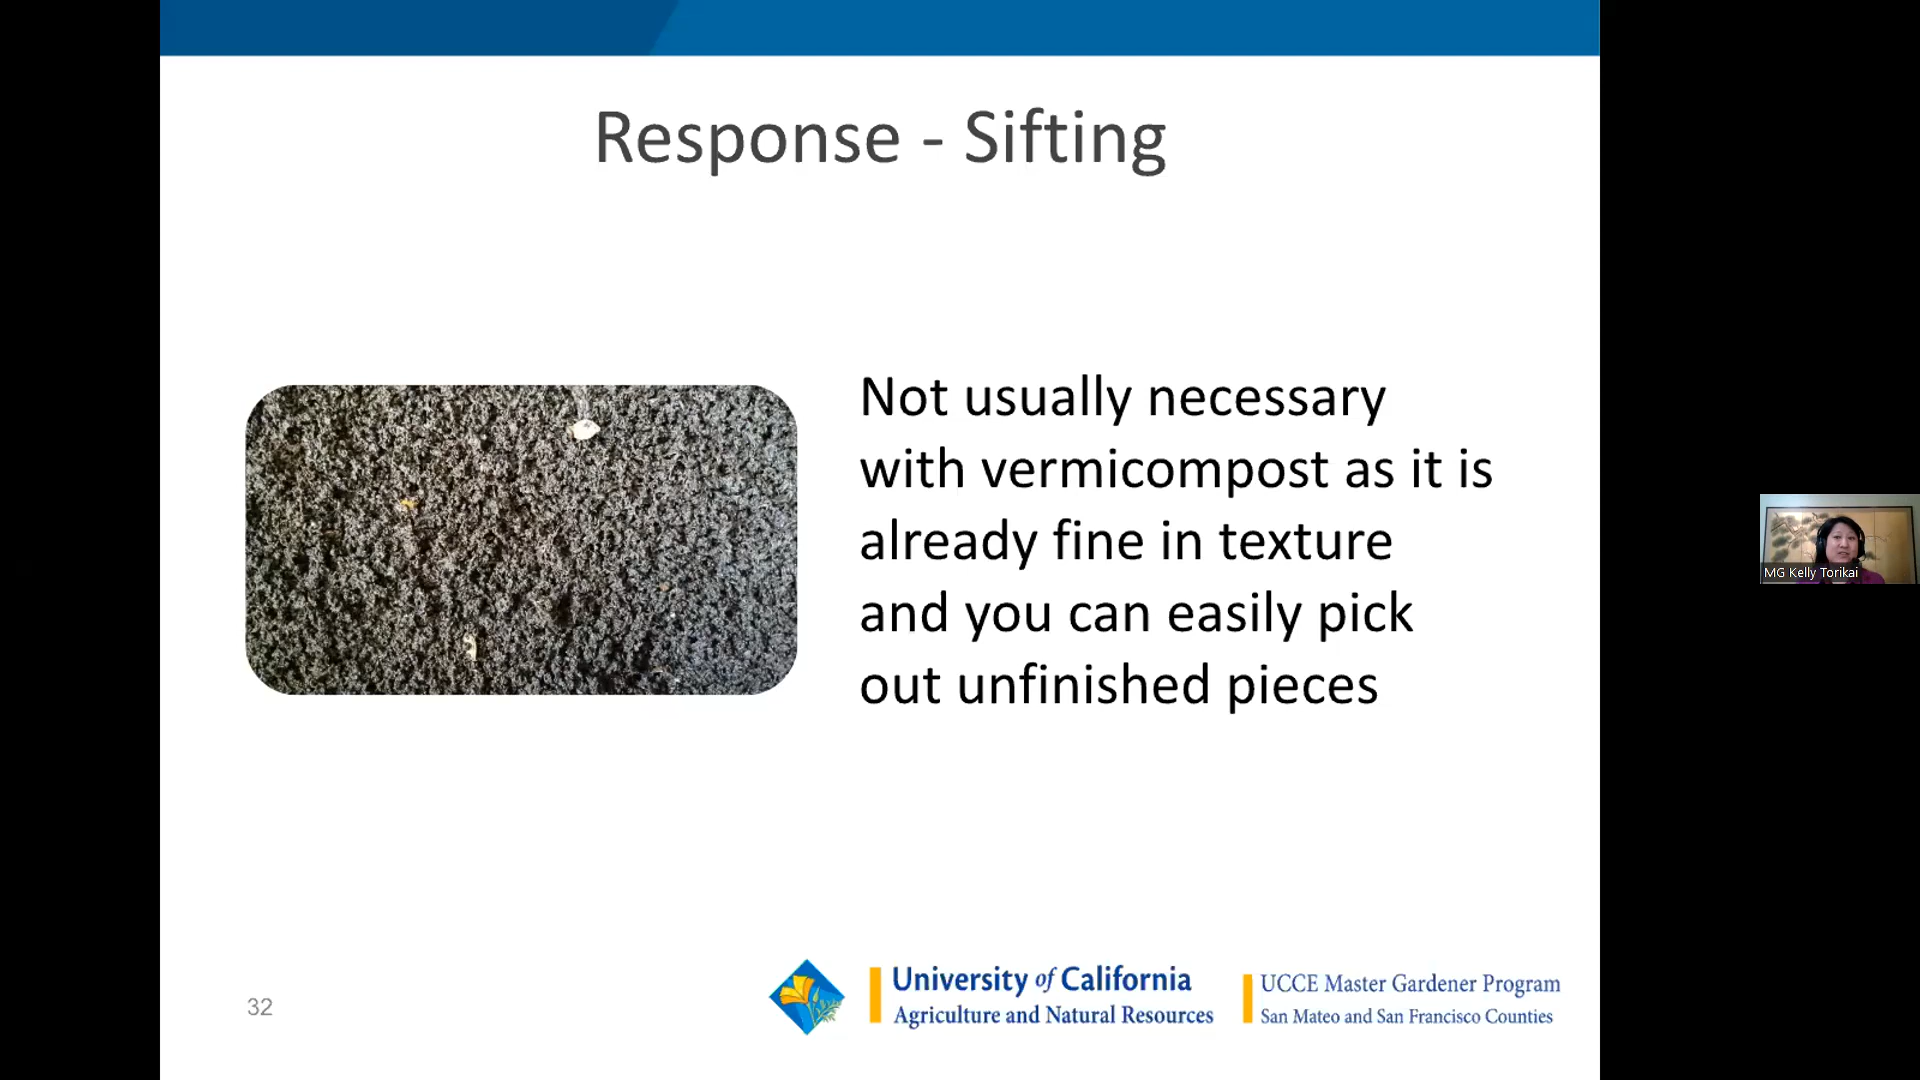 Response - Sifting
Not usually necessary
with vermicompost as it is
already fine in texture
and you can easily pick
out unfinished pieces
MG Kelly Torikai
32
University of California
Agriculture and Natural Resources
UCCE Master Gardener Program
San Mateo and San Francisco Counties